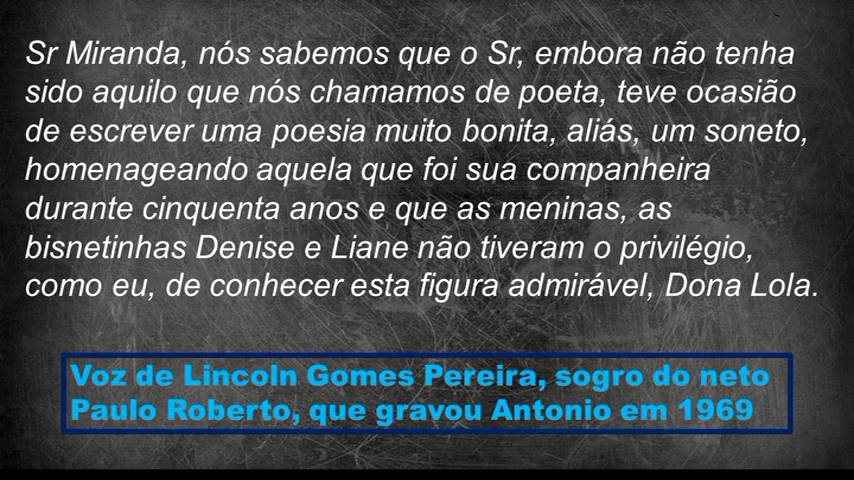 Sr Miranda, nós sabemos que o Sr, embora não tenha
sido aquilo que nós chamamos de poeta, teve ocasião
de escrever uma poesia muito bonita, aliás, um soneto,
homenageando aquela que foi sua companheira
durante cinquenta anos e que as meninas, as
bisnetinhas Denise e Liane não tiveram o privilégio,
como eu, de conhecer esta figura admirável, Dona Lola.
Voz de Lincoln Gomes Pereira, sogro do neto
Paulo Roberto, que gravou Antonio em 1969